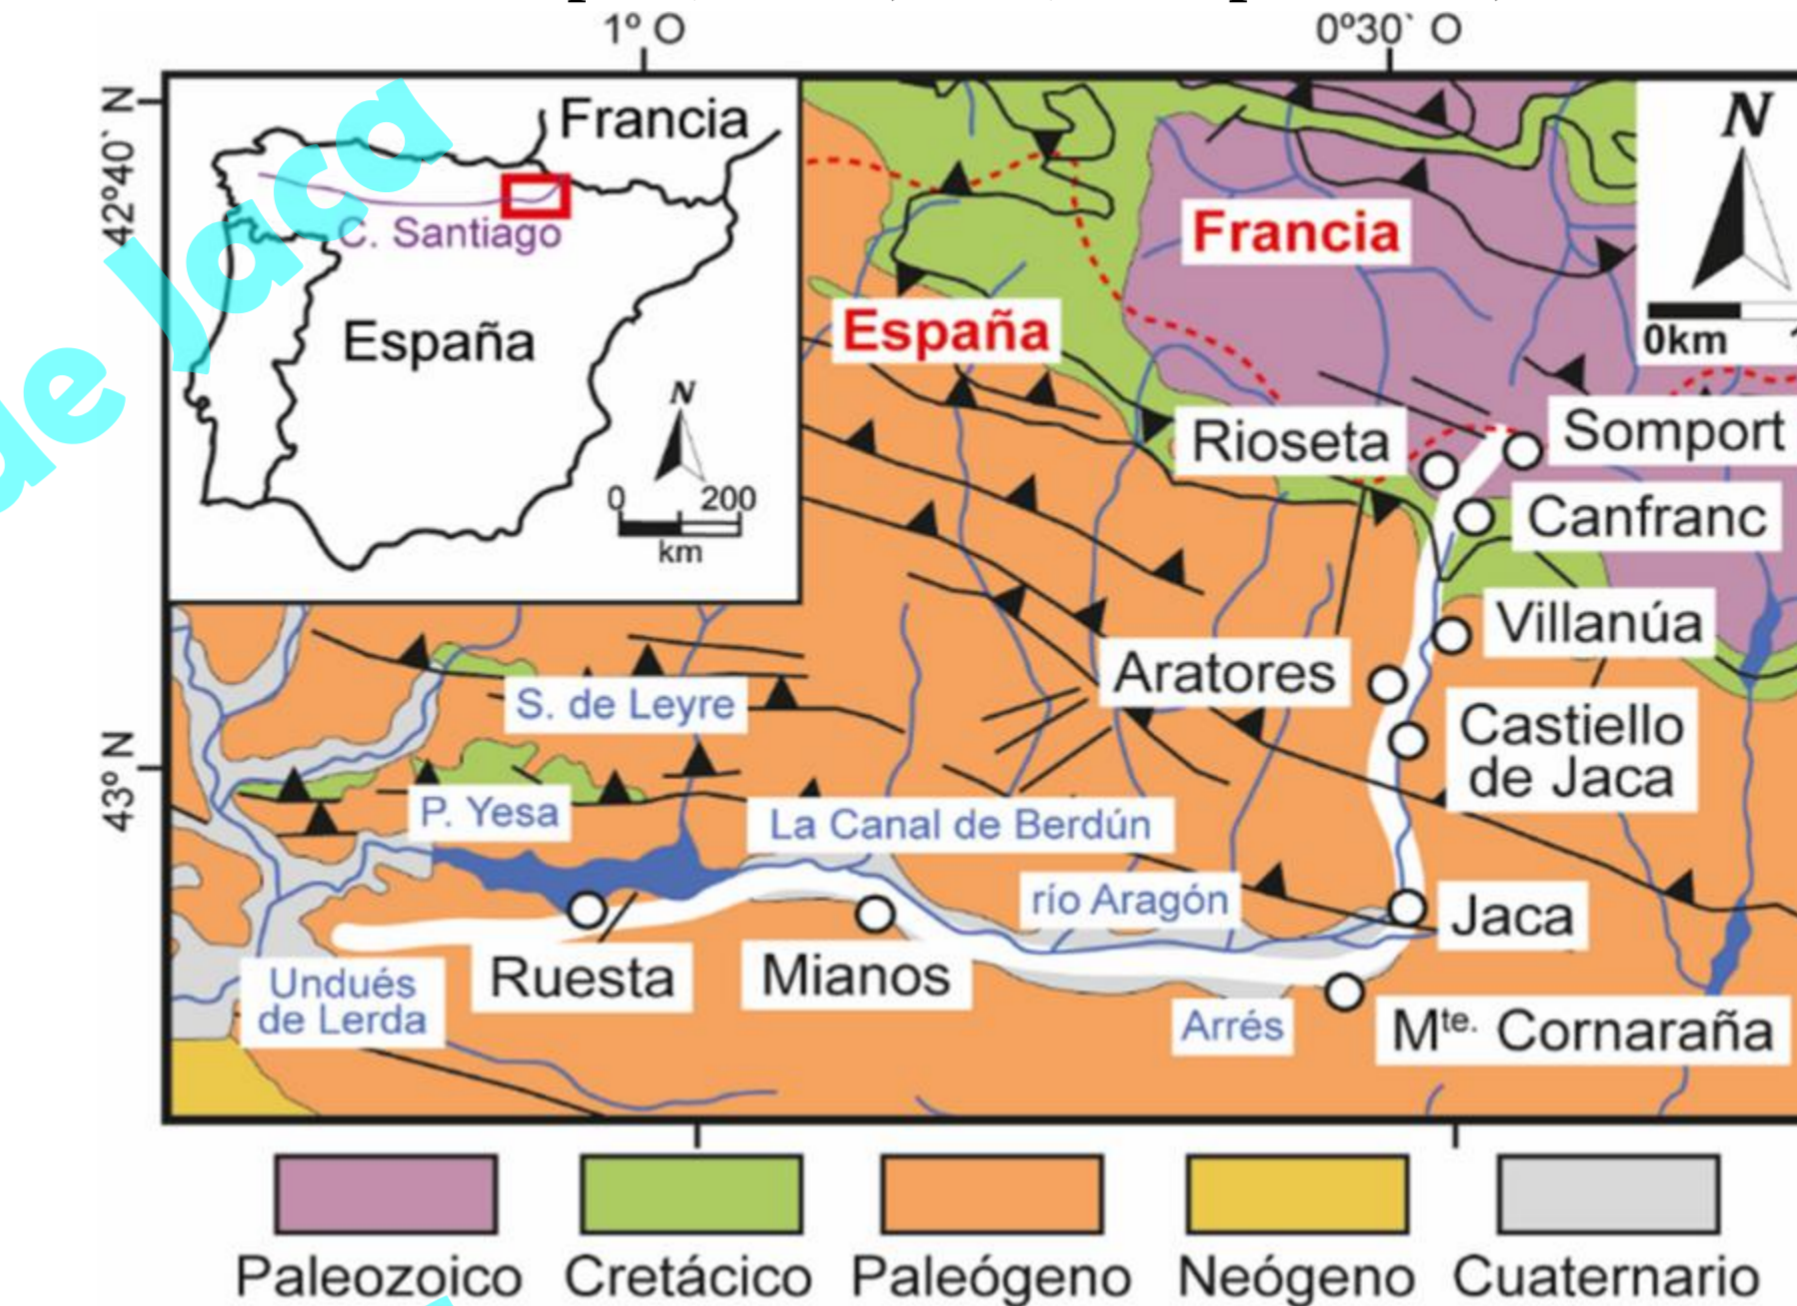 1º O
0º30` O
42º40` N
43º N
Francia
C. Santiago
España
N
0 200
km
Francia
España
N
0km
Rioseta
Somport
Canfranc
Villanúa
Aratores
Castiello
de Jaca
S. de Leyre
P. Yesa
La Canal de Berdún
río Aragón
Jaca
Ruesta
Mianos
Undués
de Lerda
Arrés
Mte. Cornaraña
Paleozoico
Cretácico
Paleógeno
Neógeno
Cuaternario
de Jaca